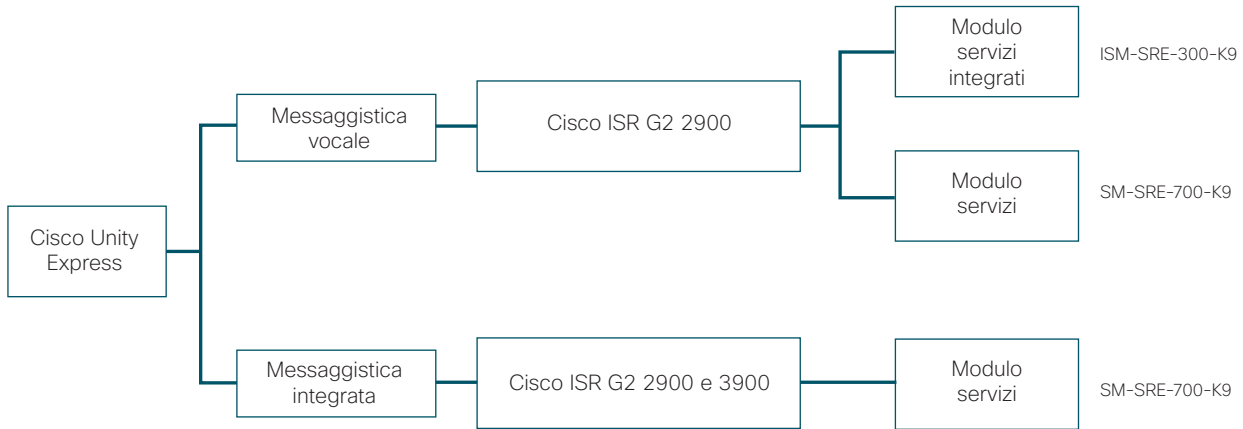 Cisco Unity
Express
Messaggistica
vocale
Cisco ISR G2 2900
Modulo
servizi
integrati
ISM-SRE-300-K9
Modulo
servizi
SM-SRE-700-K9
Messaggistica
integrata
Cisco ISR G2 2900 e 3900
Modulo
servizi
SM-SRE-700-K9